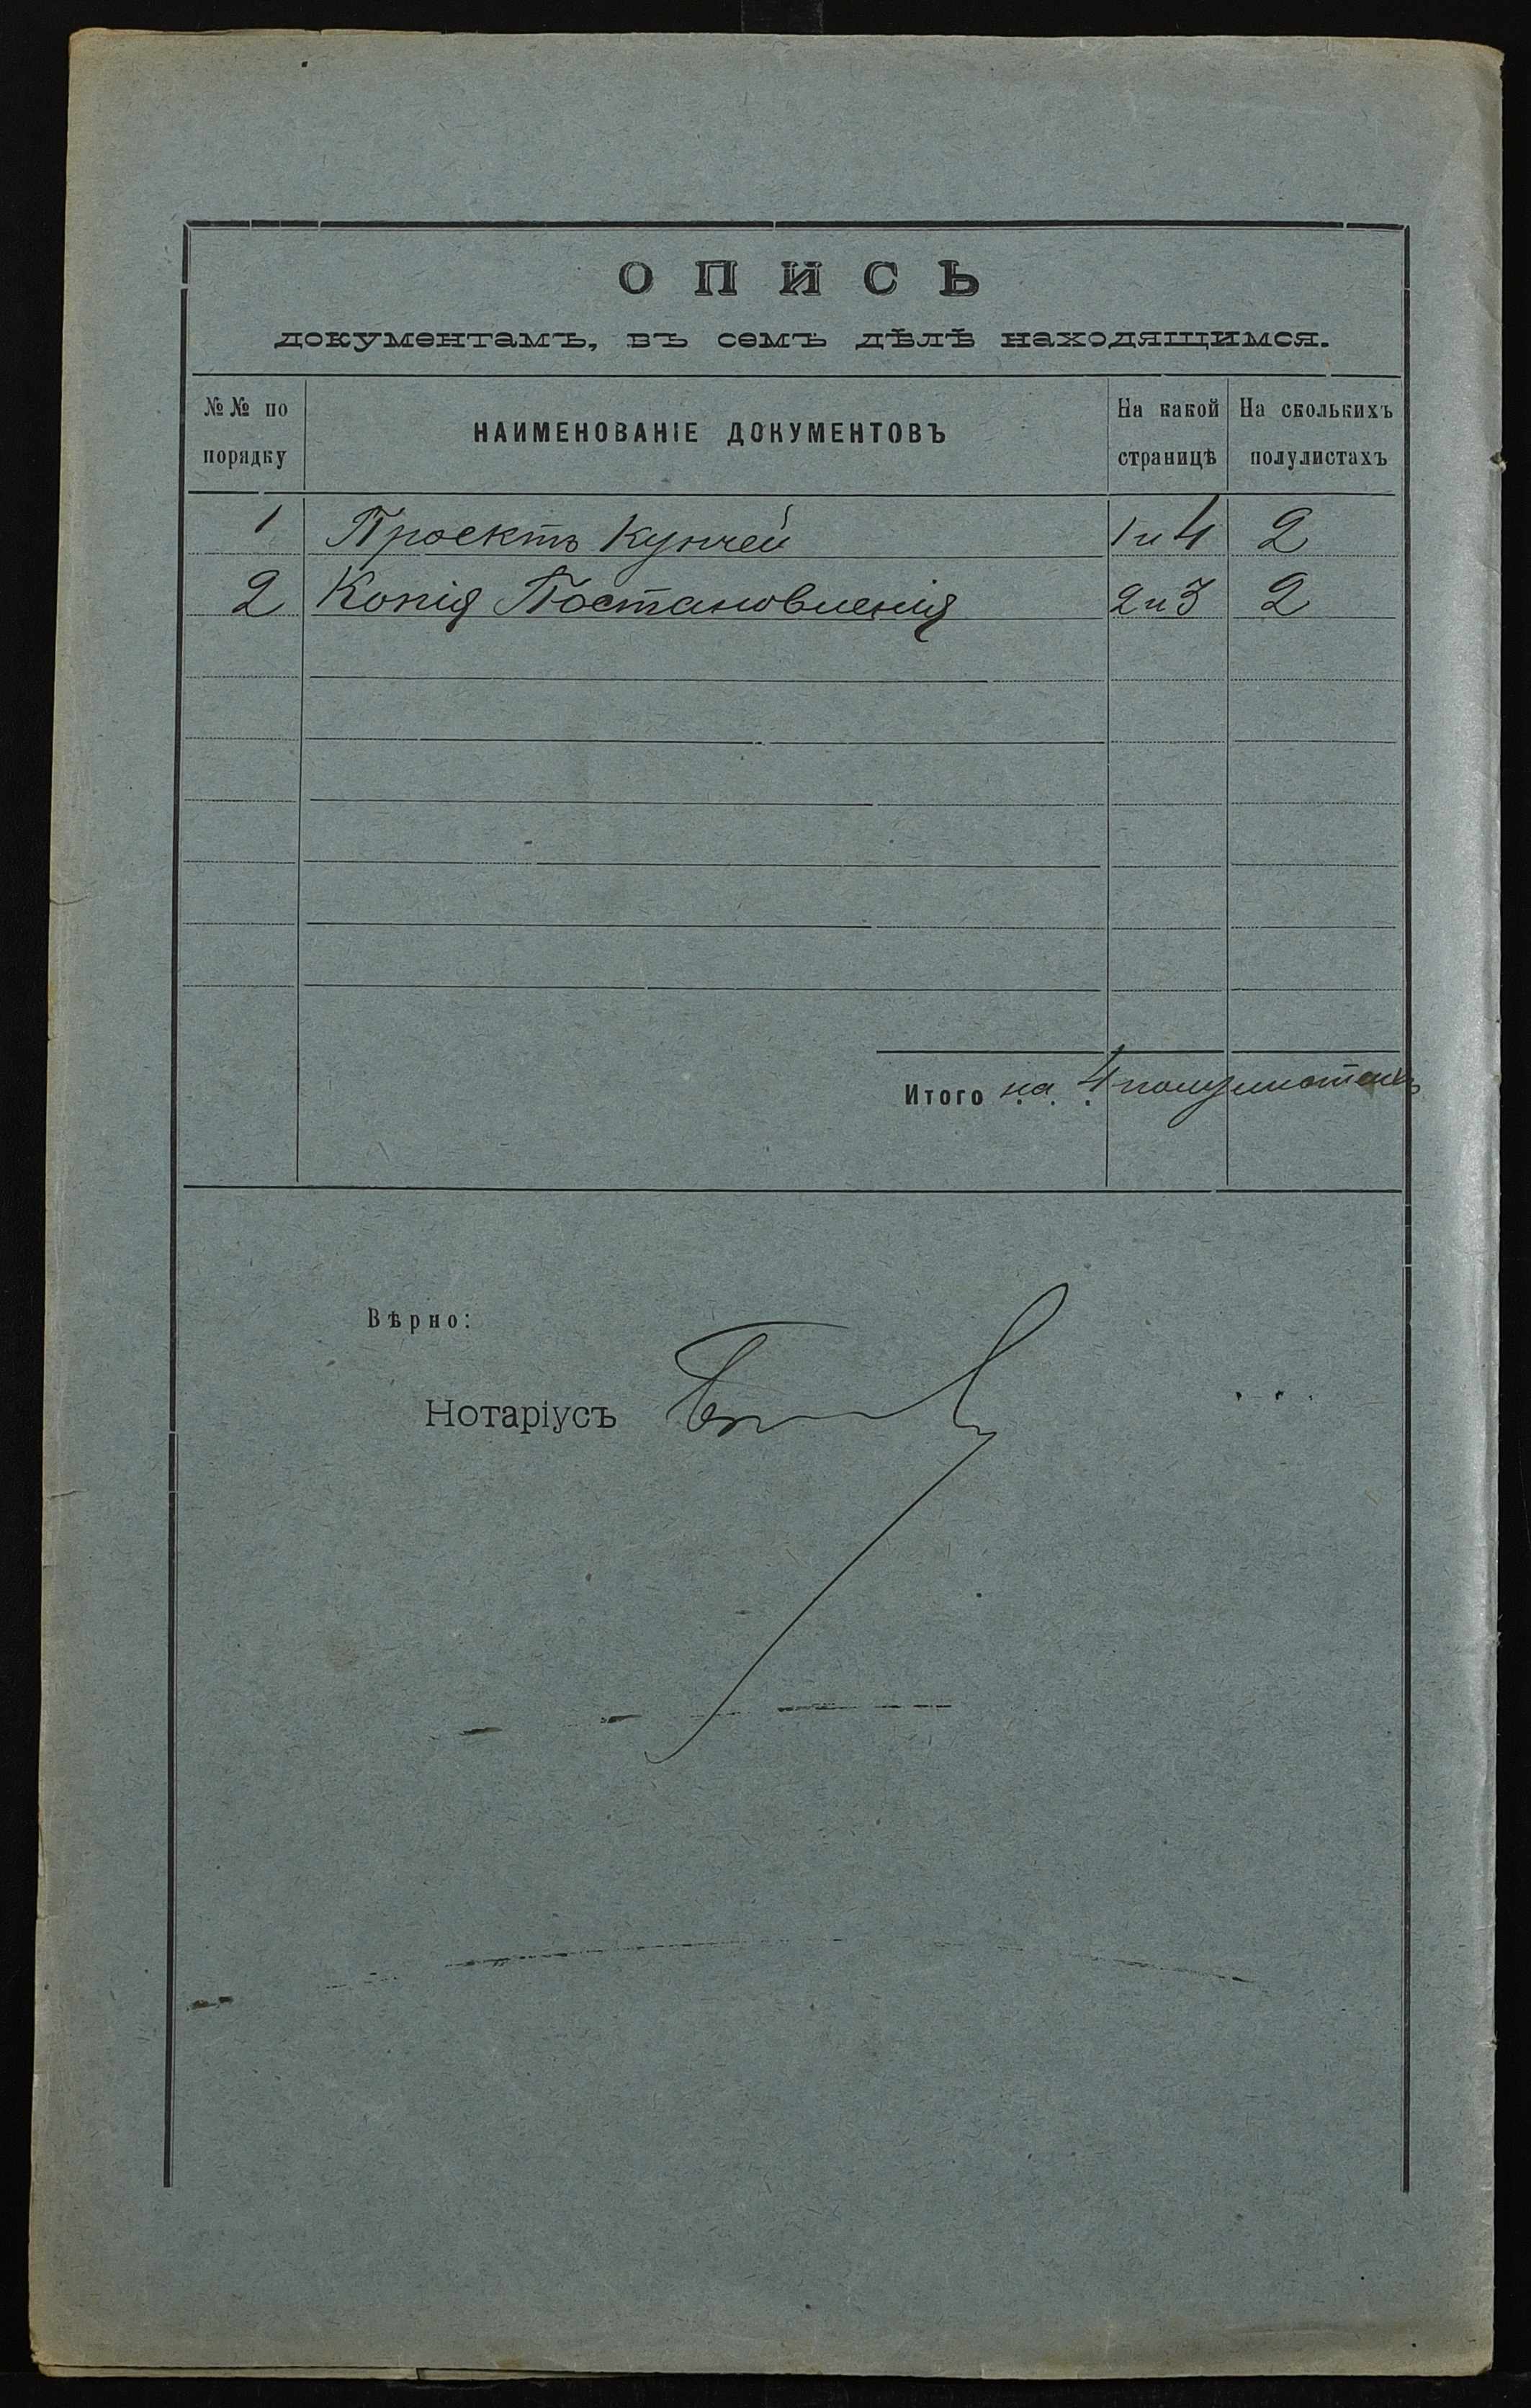 ОПИСЬ
документамъ, въ семъ дѣлѣ находящимся.
№№ по порядку
НАИМЕНОВАНІЕ ДОКУМЕНТОВЪ
На какой страницѣ
На сколькихъ полулистахъ
1 Проектъ Купчей 1 и 4 2
2 Копія Постановленія 2 и 3 2
Итого на 4 полулистахъ
Вѣрно:
Нотаріусъ